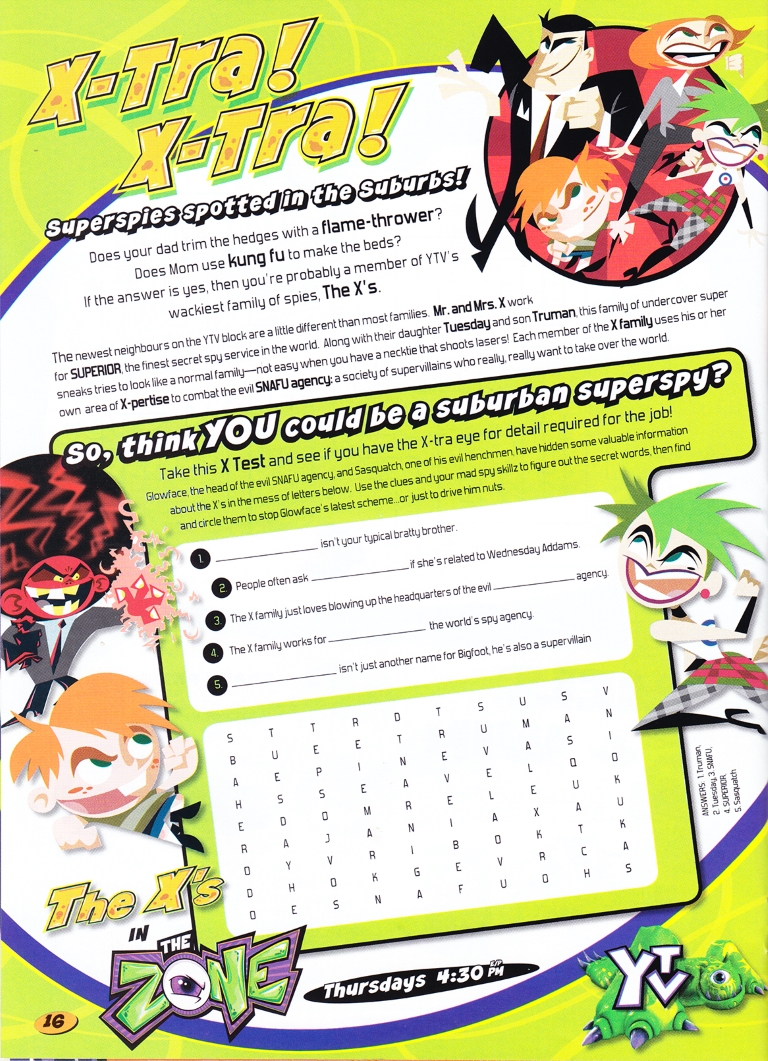 X-Tra!
X-Tra!
Superspies spotted in the Suburbs!
Does your dad trim the hedges with a flame-thrower?
Does Mom use kung fu to make the beds?
If the answer is yes, then you're probably a member of YTV's
wackiest family of spies, The X's.
The newest neighbours on the YTV block are a little different than most families. Mr. and Mrs. X work
for SUPERIOR, the finest secret spy service in the world. Along with their daughter Tuesday and son Truman, this family of undercover super
sneaks tries to look like a normal family—not easy when you have a necktie that shoots lasers! Each member of the X family uses his or her
own area of X-pertise to combat the evil SNAFU agency: a society of supervillains who really, really want to take over the world.
So, think YOU could be a suburban superspy?
Take this X Test and see if you have the X-tra eye for detail required for the job!
Glowface, the head of the evil SNAFU agency, and Sasquatch, one of his evil henchmen, have hidden some valuable information
about the X's in the mess of letters below. Use the clues and your mad spy skillz to figure out the secret words, then find
and circle them to stop Glowface's latest scheme...or just to drive him nuts.
1. ____________ isn't your typical bratty brother.
2. People often ask ____________ if she's related to Wednesday Addams.
3. The X family just loves blowing up the headquarters of the evil ____________ agency.
4. The X family works for ____________ the world's spy agency.
5. ____________ isn't just another name for Bigfoot, he's also a supervillain
S T T R D T S U S V
B U E E T R U M A N
A E P I N E V A S I
H S S E A V E L Q O
E D O M R E L E U K
R A J A N I A X A U
O Y V R I B O K T K
D H O K G E V R C A
O E S N A F U O H S
ANSWERS: 1. Truman,
2. Tuesday, 3. SNAFU,
4. SUPERIOR
5. Sasquatch
The X's
IN THE
ZONE
Thursdays 4:30 E/P PM
YTV
16